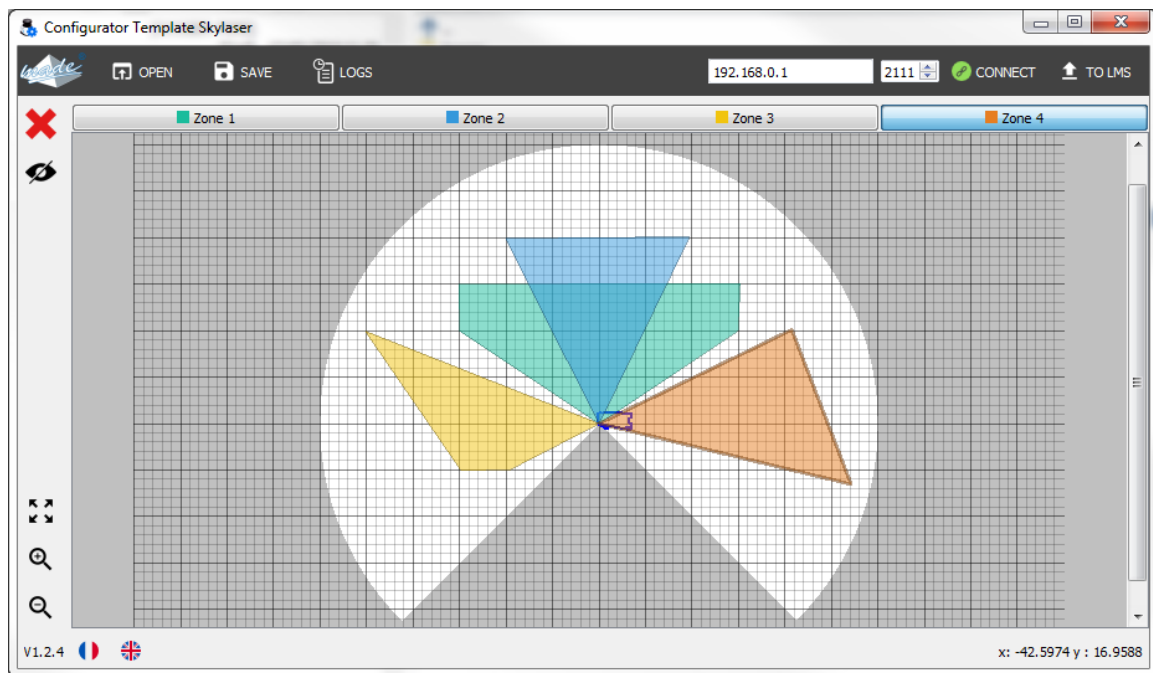 Configurator Template Skylaser
made OPEN SAVE LOGS 192.168.0.1 2111 CONNECT TO LMS
Zone 1 Zone 2 Zone 3 Zone 4
V1.2.4 x: -42.5974 y : 16.9588